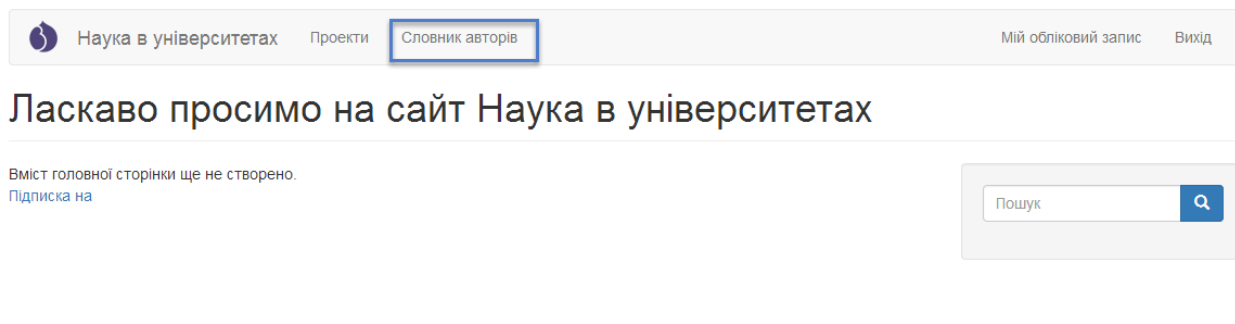 Наука в університетах Проекти Словник авторів Мій обліковий запис Вихід
Ласкаво просимо на сайт Наука в університетах
Вміст головної сторінки ще не створено.
Підписка на
Пошук